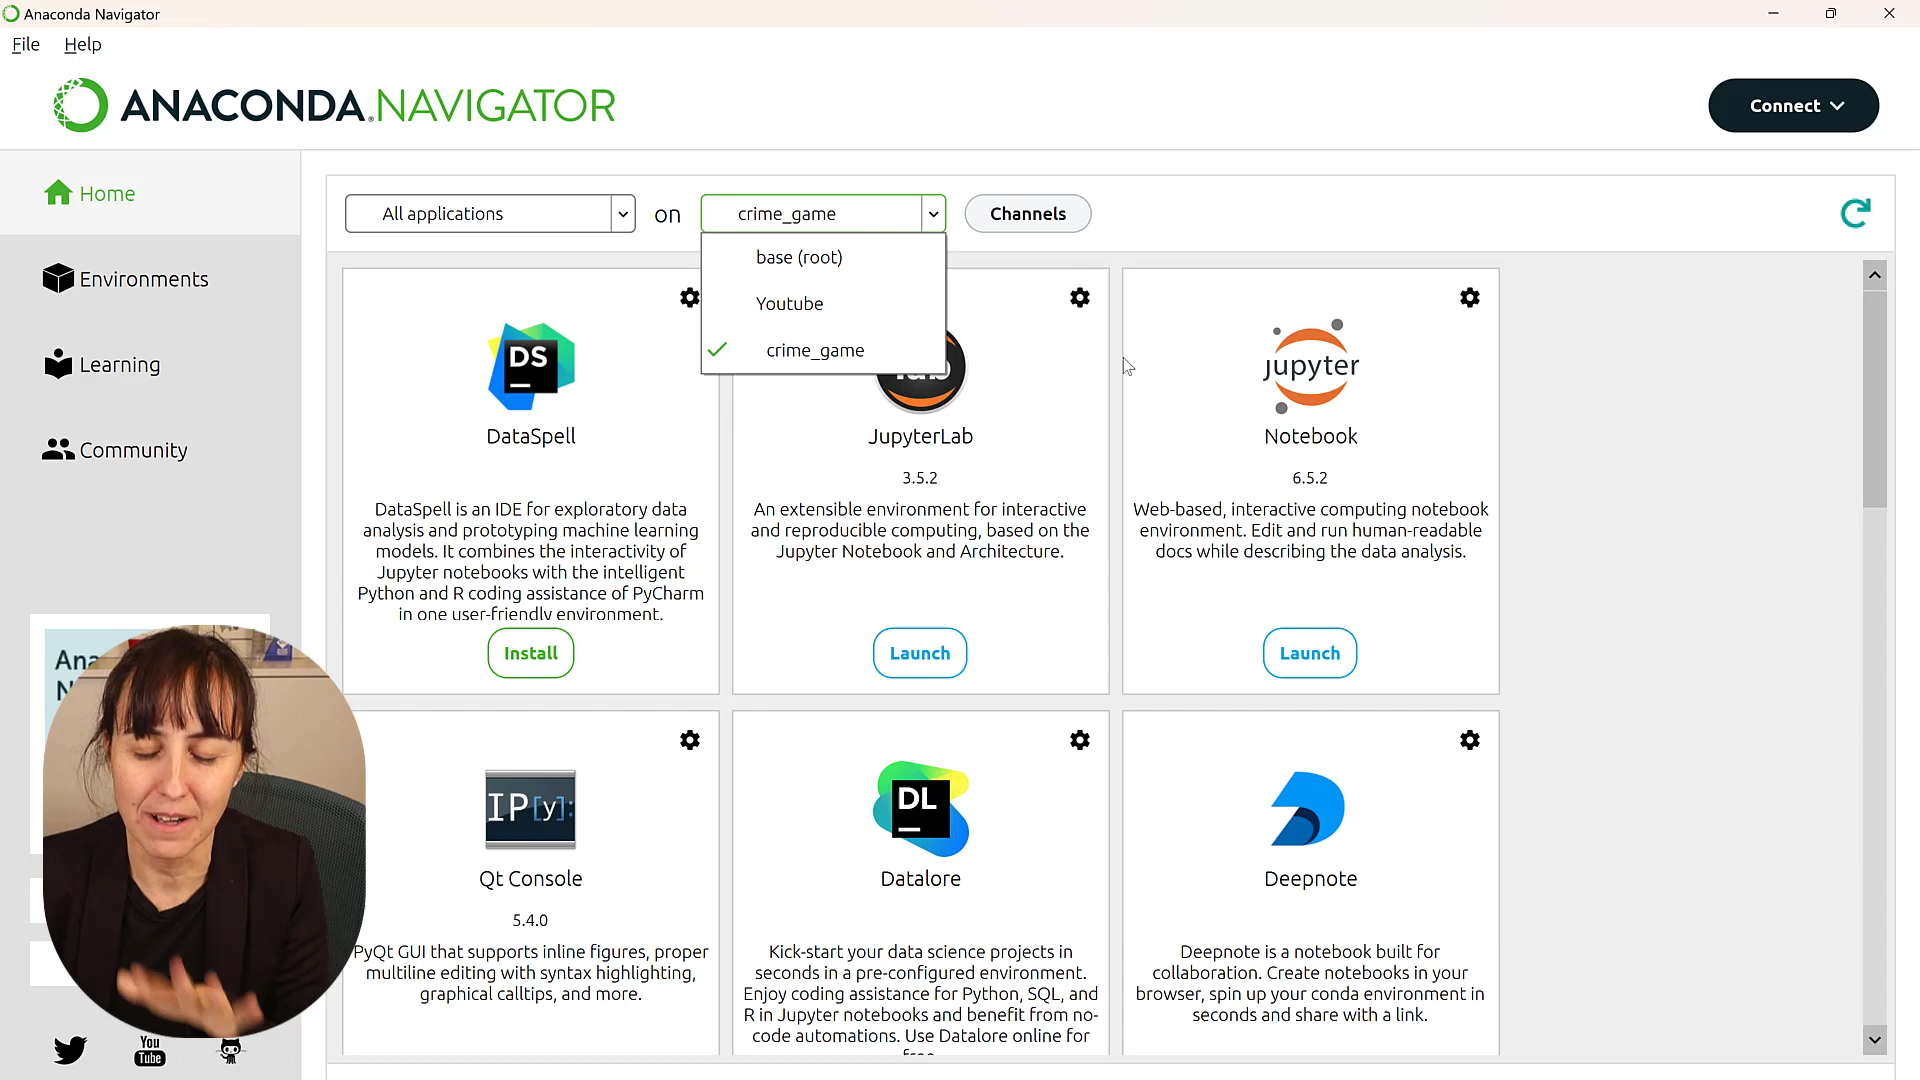 Anaconda Navigator
File Help
ANACONDA.NAVIGATOR
Connect
Home
Environments
Learning
Community
All applications on crime_game Channels
base (root)
Youtube
crime_game
DS
DataSpell
DataSpell is an IDE for exploratory data
analysis and prototyping machine learning
models. It combines the interactivity of
Jupyter notebooks with the intelligent
Python and R coding assistance of PyCharm
in one user-friendly environment.
Install
JupyterLab
3.5.2
An extensible environment for interactive
and reproducible computing, based on the
Jupyter Notebook and Architecture.
Launch
jupyter
Notebook
6.5.2
Web-based, interactive computing notebook
environment. Edit and run human-readable
docs while describing the data analysis.
Launch
IP[y]:
Qt Console
5.4.0
PyQt GUI that supports inline figures, proper
multiline editing with syntax highlighting,
graphical calltips, and more.
DL
Datalore
Kick-start your data science projects in
seconds in a pre-configured environment.
Enjoy coding assistance for Python, SQL, and
R in Jupyter notebooks and benefit from no-
code automations. Use Datalore online for
Deepnote
Deepnote is a notebook built for
collaboration. Create notebooks in your
browser, spin up your conda environment in
seconds and share with a link.
You
Tube